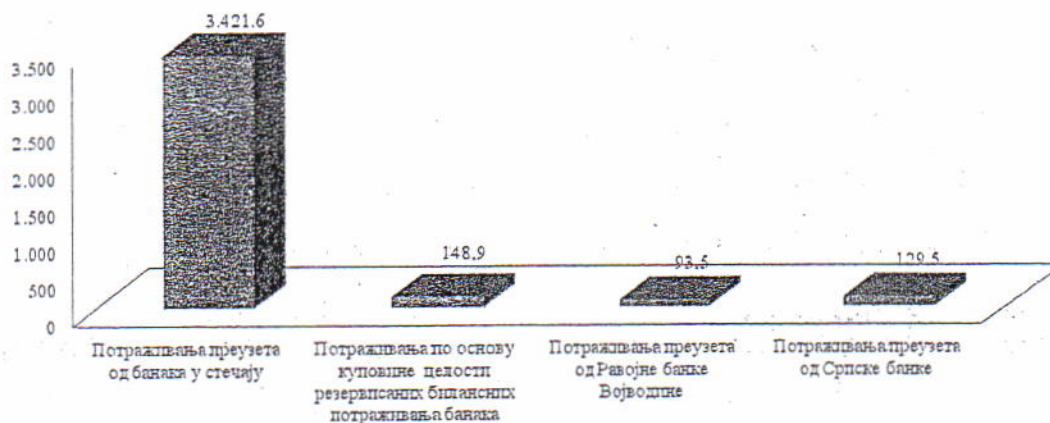 3.421.6
3.500
3.000
2.500
2.000
1.500
1.000
500
0
148.9
93.5
129.5
Потраживања преузета
од банака у стечају
Потраживања по основу
куповине целости
резервисаних билансних
потраживања банака
Потраживања преузета
од Равојне банке
Војводине
Потраживања преузета
од Српске банке